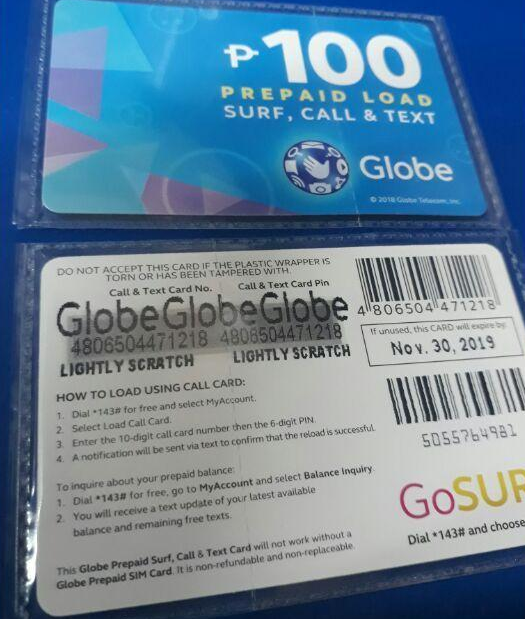 ₱100
PREPAID LOAD
SURF, CALL & TEXT
Globe
© 2018 Globe Telecom, Inc.
DO NOT ACCEPT THIS CARD IF THE PLASTIC WRAPPER IS
TORN OR HAS BEEN TAMPERED WITH.
Call & Text Card No. Call & Text Card Pin
GlobeGlobeGlobe
4806504471218 4806504471218
LIGHTLY SCRATCH LIGHTLY SCRATCH
4 806504 471218
If unused, this CARD will expire by
Nov. 30, 2019
HOW TO LOAD USING CALL CARD:
1. Dial *143# for free and select MyAccount.
2. Select Load Call Card.
3. Enter the 10-digit call card number then the 6-digit PIN.
4. A notification will be sent via text to confirm that the reload is successful.
5055764981
To inquire about your prepaid balance:
1. Dial *143# for free, go to MyAccount and select Balance Inquiry.
2. You will receive a text update of your latest available
balance and remaining free texts.
GoSUR
Dial *143# and choose
This Globe Prepaid Surf, Call & Text Card will not work without a
Globe Prepaid SIM Card. It is non-refundable and non-replaceable.